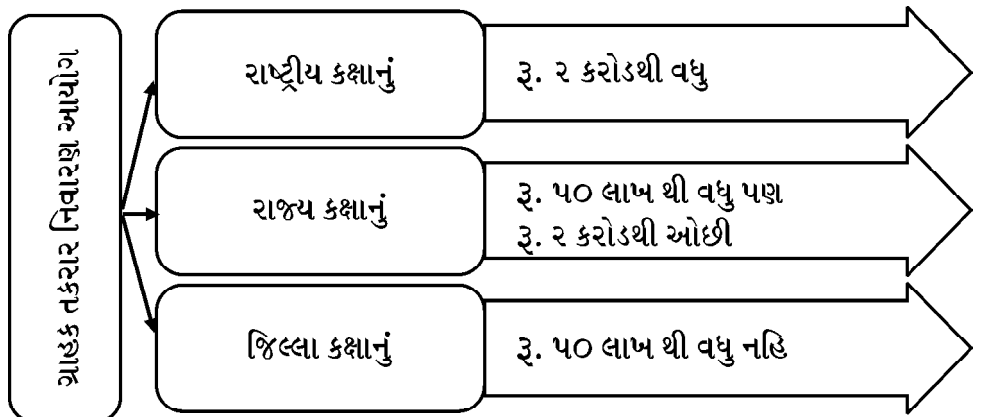 ગ્રાહક તકરાર નિવારણ આયોગ
રાષ્ટ્રીય કક્ષાનું
રૂ. ૨ કરોડથી વધુ
રાજ્ય કક્ષાનું
રૂ. ૫૦ લાખ થી વધુ પણ
રૂ. ૨ કરોડથી ઓછી
જિલ્લા કક્ષાનું
રૂ. ૫૦ લાખ થી વધુ નહિ